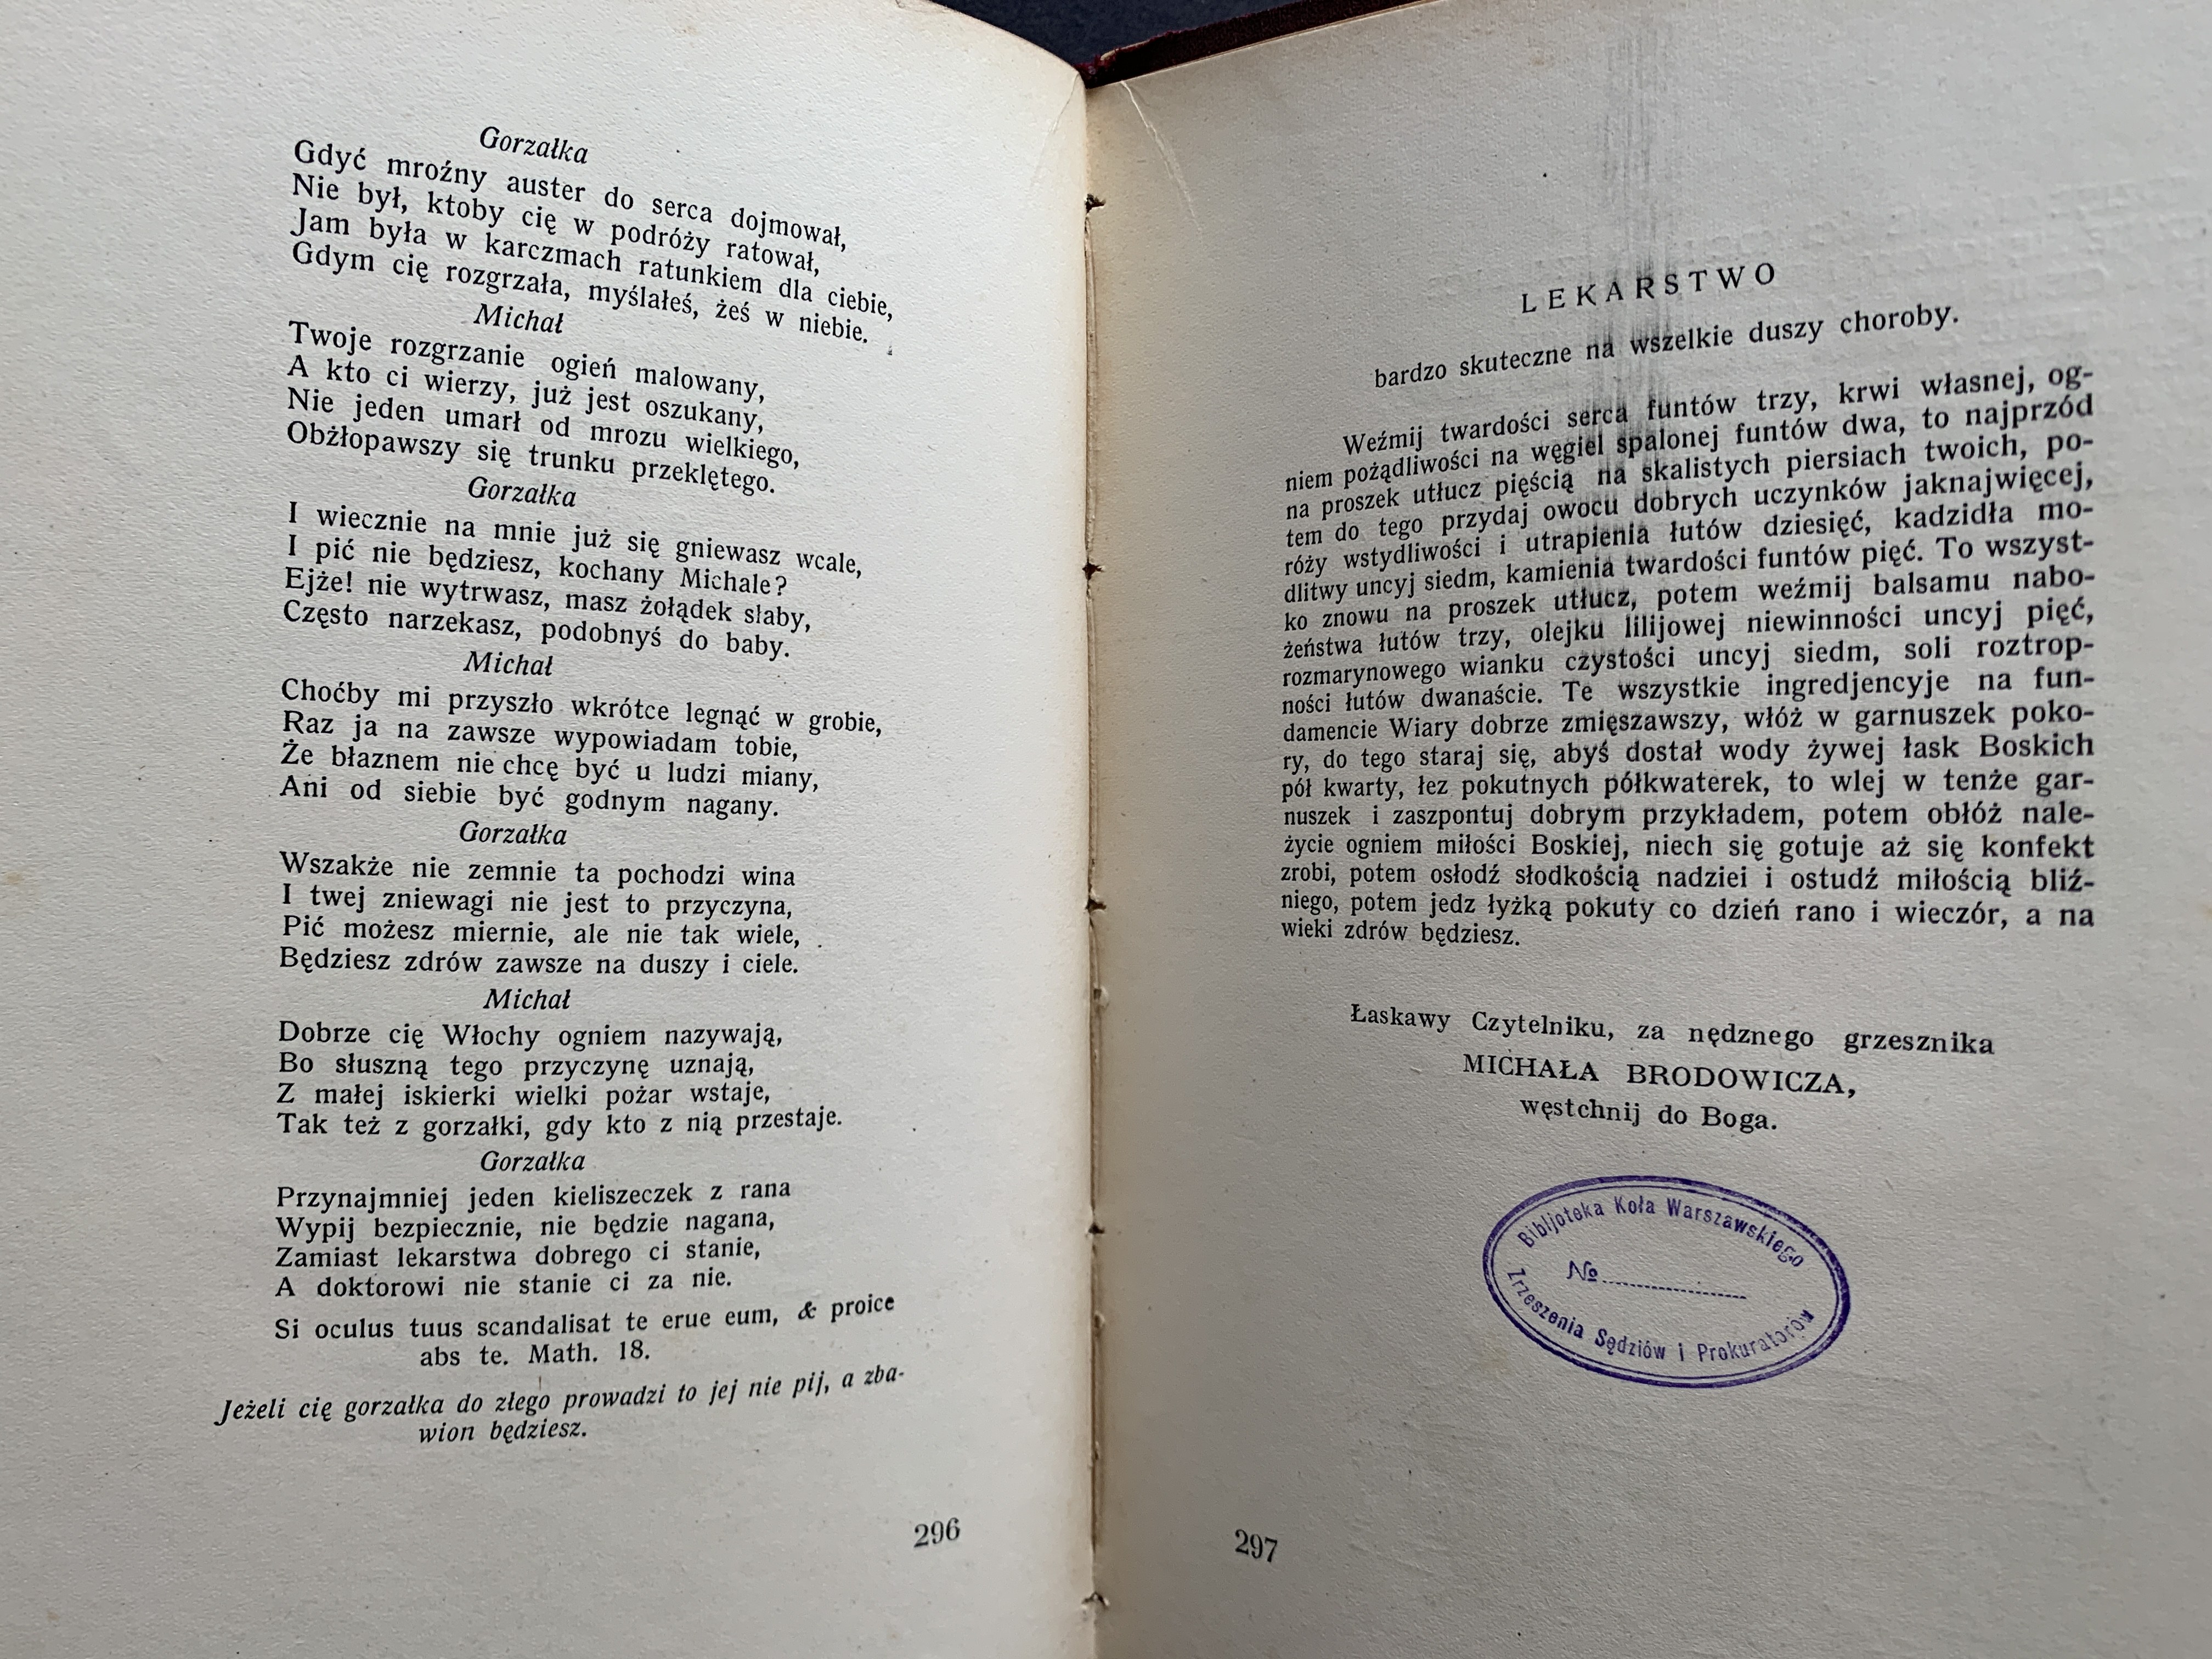 Gorzałka
Gdyć mroźny auster do serca dojmował,
Nie był, ktoby cię w podróży ratował,
Jam była w karczmach ratunkiem dla ciebie,
Gdym cię rozgrzała, myślałeś, żeś w niebie.
Michał
Twoje rozgrzanie ogień malowany,
A kto ci wierzy, już jest oszukany,
Nie jeden umarł od mrozu wielkiego,
Obżłopawszy się trunku przeklętego.
Gorzałka
I wiecznie na mnie już się gniewasz wcale,
I pić nie będziesz, kochany Michale?
Ejże! nie wytrwasz, masz żołądek słaby,
Często narzekasz, podobnyś do baby.
Michał
Choćby mi przyszło wkrótce legnąć w grobie,
Raz ja na zawsze wypowiadam tobie,
Że błaznem nie chcę być u ludzi miany,
Ani od siebie być godnym nagany.
Gorzałka
Wszakże nie zemnie ta pochodzi wina
I twej zniewagi nie jest to przyczyna,
Pić możesz miernie, ale nie tak wiele,
Będziesz zdrów zawsze na duszy i ciele.
Michał
Dobrze cię Włochy ogniem nazywają,
Bo słuszną tego przyczynę uznają,
Z małej iskierki wielki pożar wstaje,
Tak też z gorzałki, gdy kto z nią przestaje.
Gorzałka
Przynajmniej jeden kieliszeczek z rana
Wypij bezpiecznie, nie będzie nagana,
Zamiast lekarstwa dobrego ci stanie,
A doktorowi nie stanie ci za nie.
Si oculus tuus scandalisat te erue eum, & proice
abs te. Math. 18.
Jeżeli cię gorzałka do złego prowadzi to jej nie pij, a zba-
wion będziesz.
296
LEKARSTWO
bardzo skuteczne na wszelkie duszy choroby.
Weźmij twardości serca funtów trzy, krwi własnej, og-
niem pożądliwości na węgiel spalonej funtów dwa, to najprzód
na proszek utłucz pięścią na skalistych piersiach twoich, po-
tem do tego przydaj owocu dobrych uczynków jaknajwięcej,
róży wstydliwości i utrapienia łutów dziesięć, kadzidła mo-
dlitwy uncyj siedm, kamienia twardości funtów pięć. To wszyst-
ko znowu na proszek utłucz, potem weźmij balsamu nabo-
żeństwa łutów trzy, olejku lilijowej niewinności uncyj pięć,
rozmarynowego wianku czystości uncyj siedm, soli roztrop-
ności łutów dwanaście. Te wszystkie ingredjencyje na fun-
damencie Wiary dobrze zmięszawszy, włóż w garnuszek poko-
ry, do tego staraj się, abyś dostał wody żywej łask Boskich
pół kwarty, łez pokutnych półkwaterek, to wlej w tenże gar-
nuszek i zaszpontuj dobrym przykładem, potem obłóż nale-
życie ogniem miłości Boskiej, niech się gotuje aż się konfekt
zrobi, potem osłodź słodkością nadziei i ostudź miłością bliź-
niego, potem jedz łyżką pokuty co dzień rano i wieczór, a na
wieki zdrów będziesz.
Łaskawy Czytelniku, za nędznego grzesznika
MICHAŁA BRODOWICZA,
węstchnij do Boga.
Bibljoteka Koła Warszawskiego
№
Zrzeszenia Sędziów i Prokuratorów
297